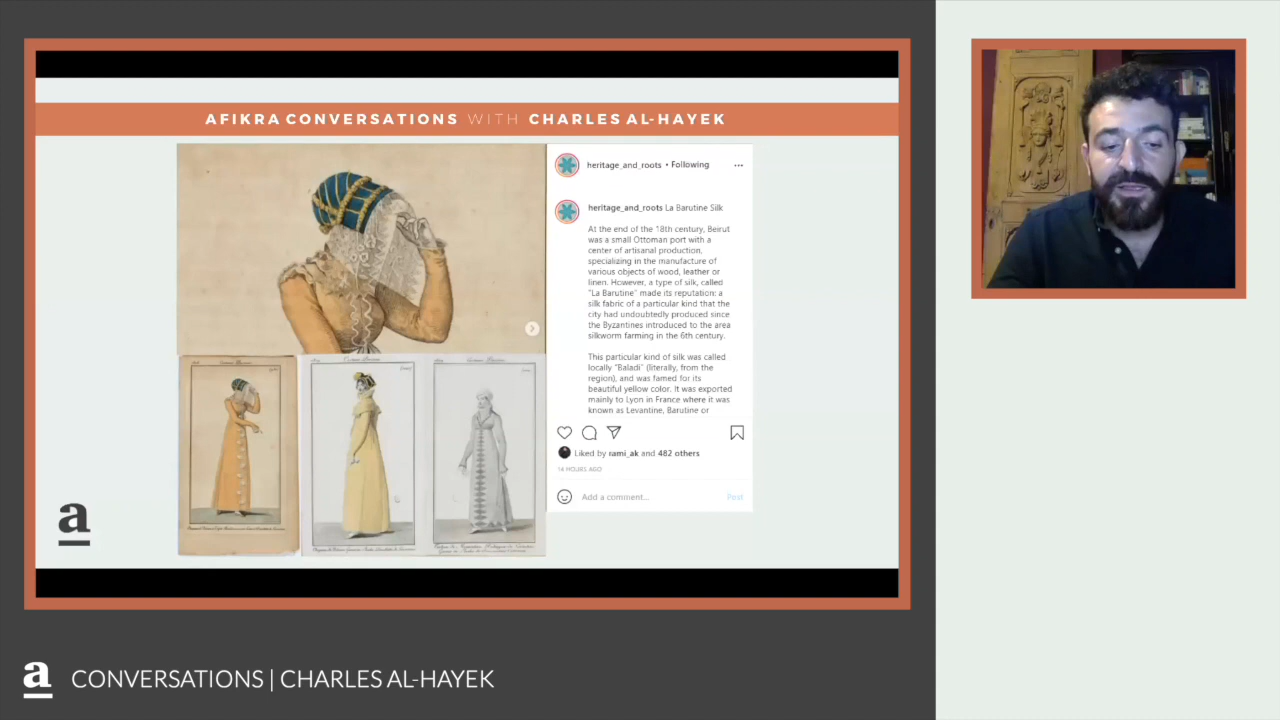 AFIKRA CONVERSATIONS WITH CHARLES AL-HAYEK
heritage_and_roots • Following
heritage_and_roots La Barutine Silk
At the end of the 18th century, Beirut
was a small Ottoman port with a
center of artisanal production,
specializing in the manufacture of
various objects of wood, leather or
linen. However, a type of silk, called
"La Barutine" made its reputation: a
silk fabric of a particular kind that the
city had undoubtedly produced since
the Byzantines introduced to the area
silkworm farming in the 6th century.
This particular kind of silk was called
locally "Baladi" (literally, from the
region), and was famed for its
beautiful yellow color. It was exported
mainly to Lyon in France where it was
known as Levantine, Barutine or
Liked by rami_ak and 482 others
14 HOURS AGO
Add a comment...
Post
a
a
CONVERSATIONS | CHARLES AL-HAYEK